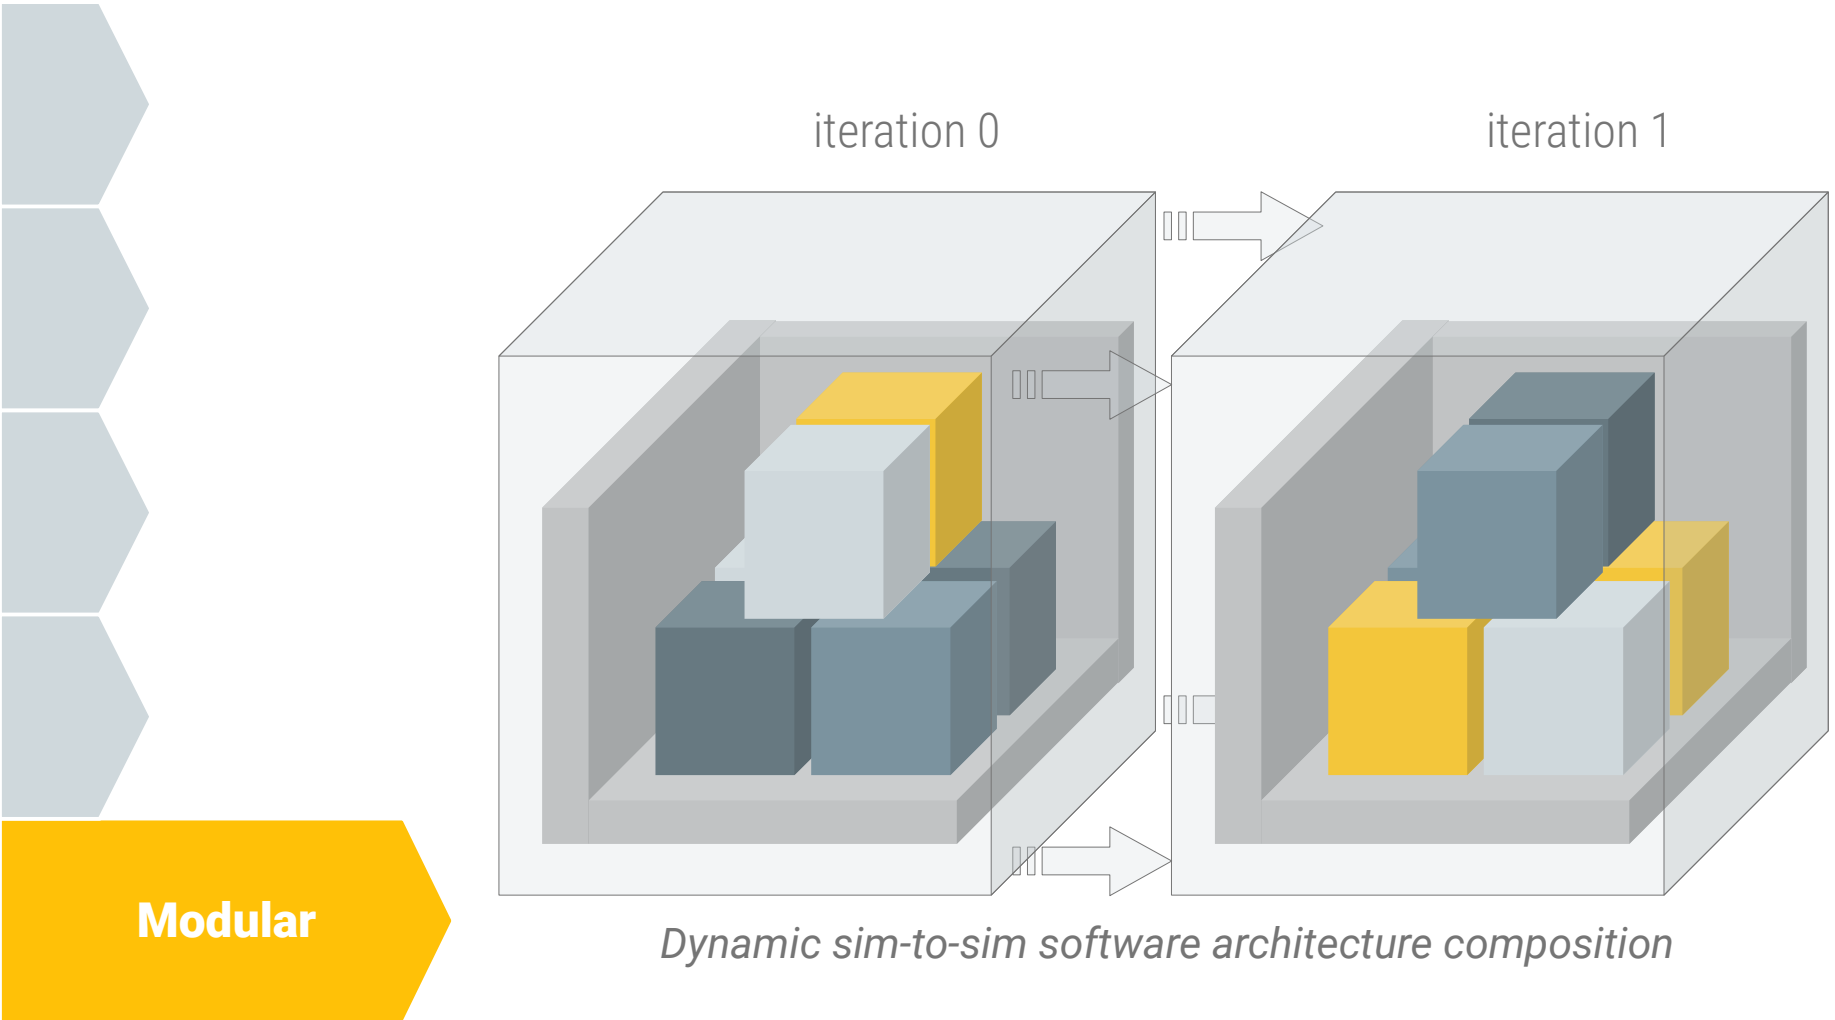 iteration 0
iteration 1
Modular
Dynamic sim-to-sim software architecture composition